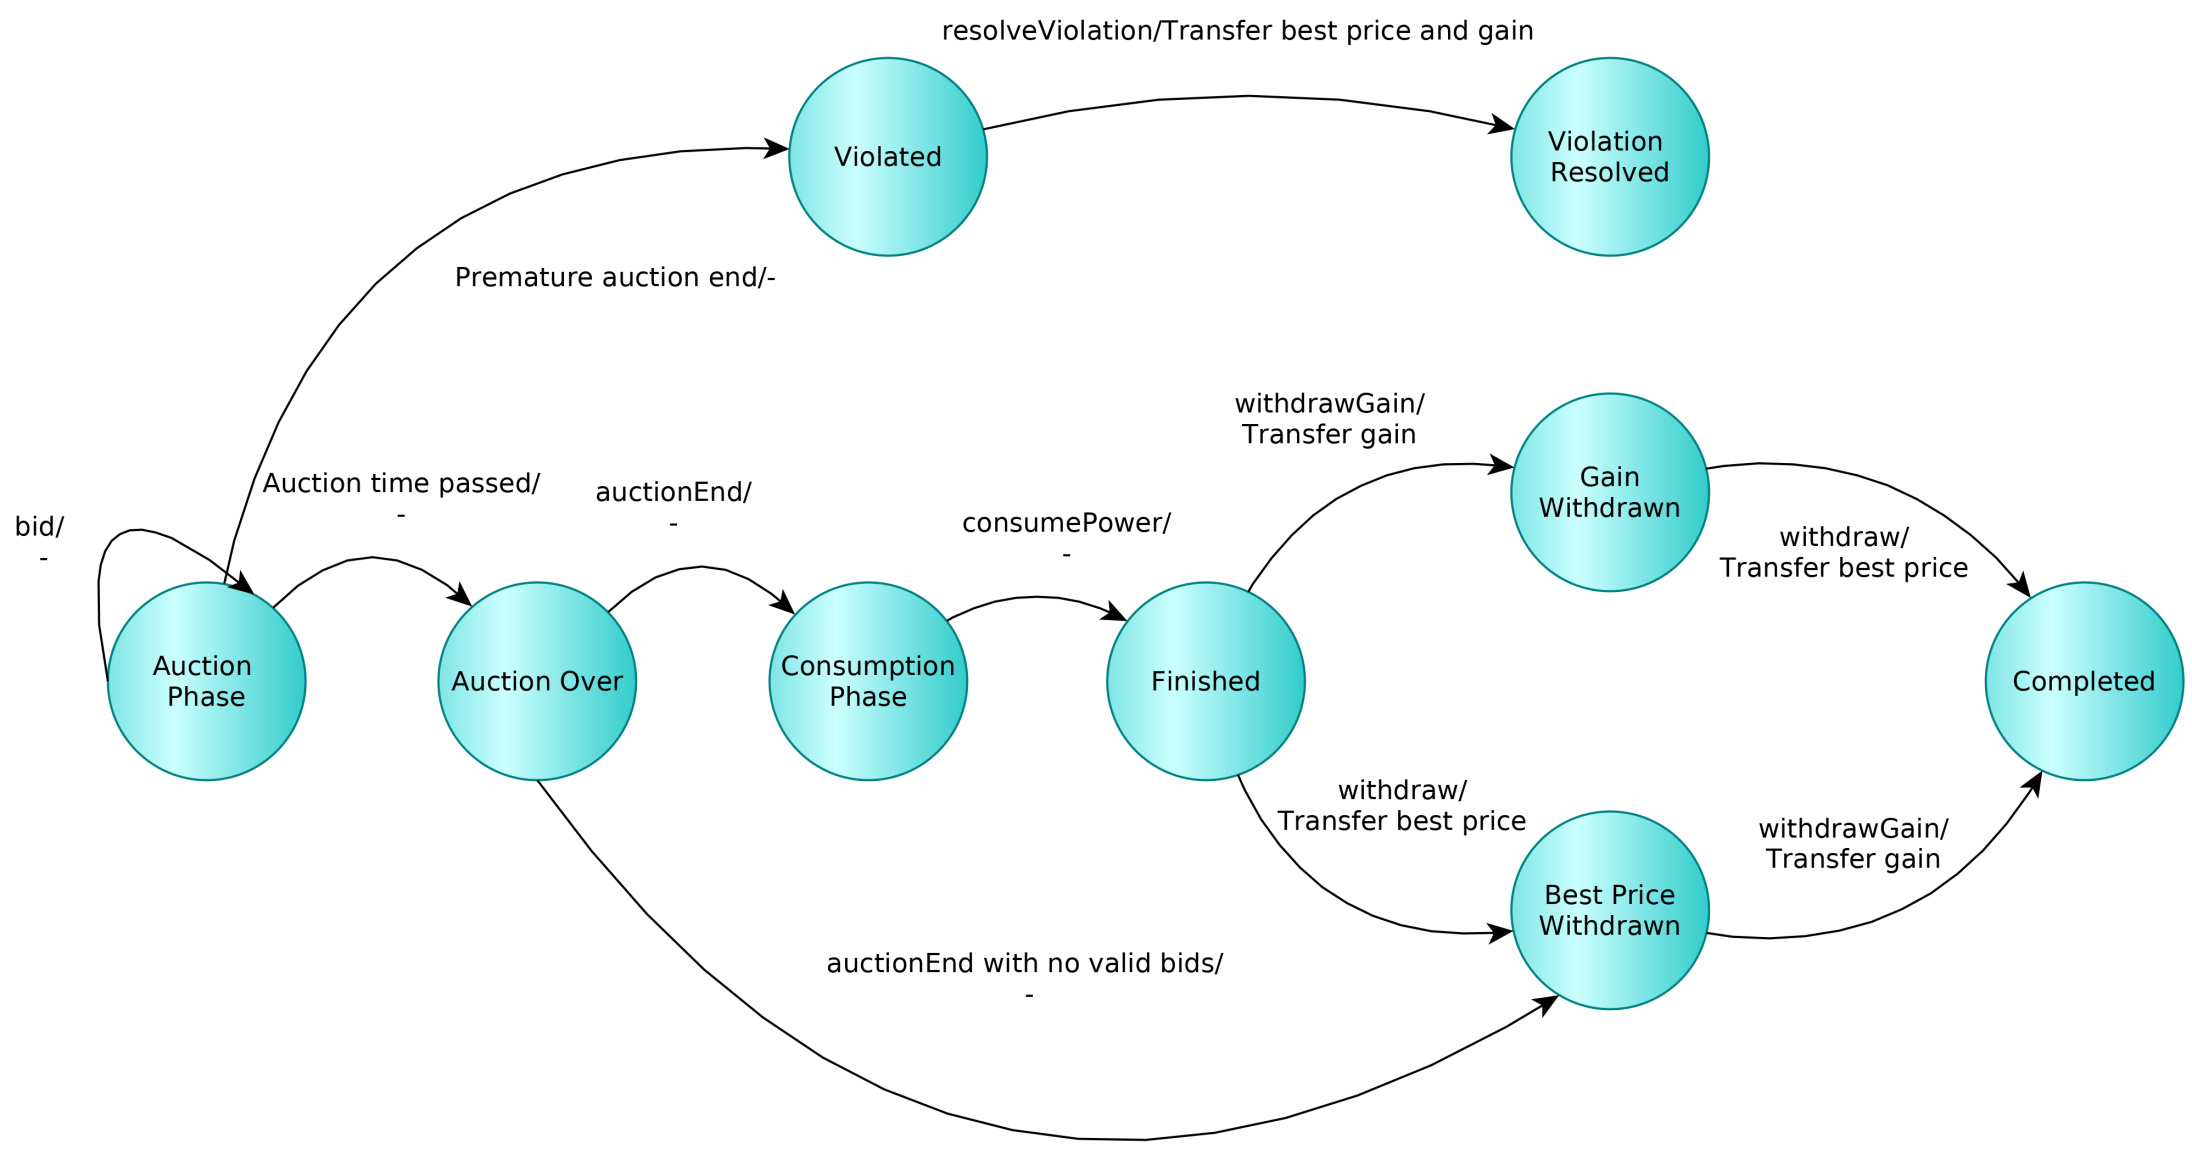 resolveViolation/Transfer best price and gain
Violated
Violation
Resolved
Premature auction end/-
withdrawGain/
Transfer gain
Auction time passed/
-
auctionEnd/
-
bid/
-
consumePower/
-
Gain
Withdrawn
withdraw/
Transfer best price
Auction
Phase
Auction Over
Consumption
Phase
Finished
Completed
withdraw/
Transfer best price
withdrawGain/
Transfer gain
Best Price
Withdrawn
auctionEnd with no valid bids/
-